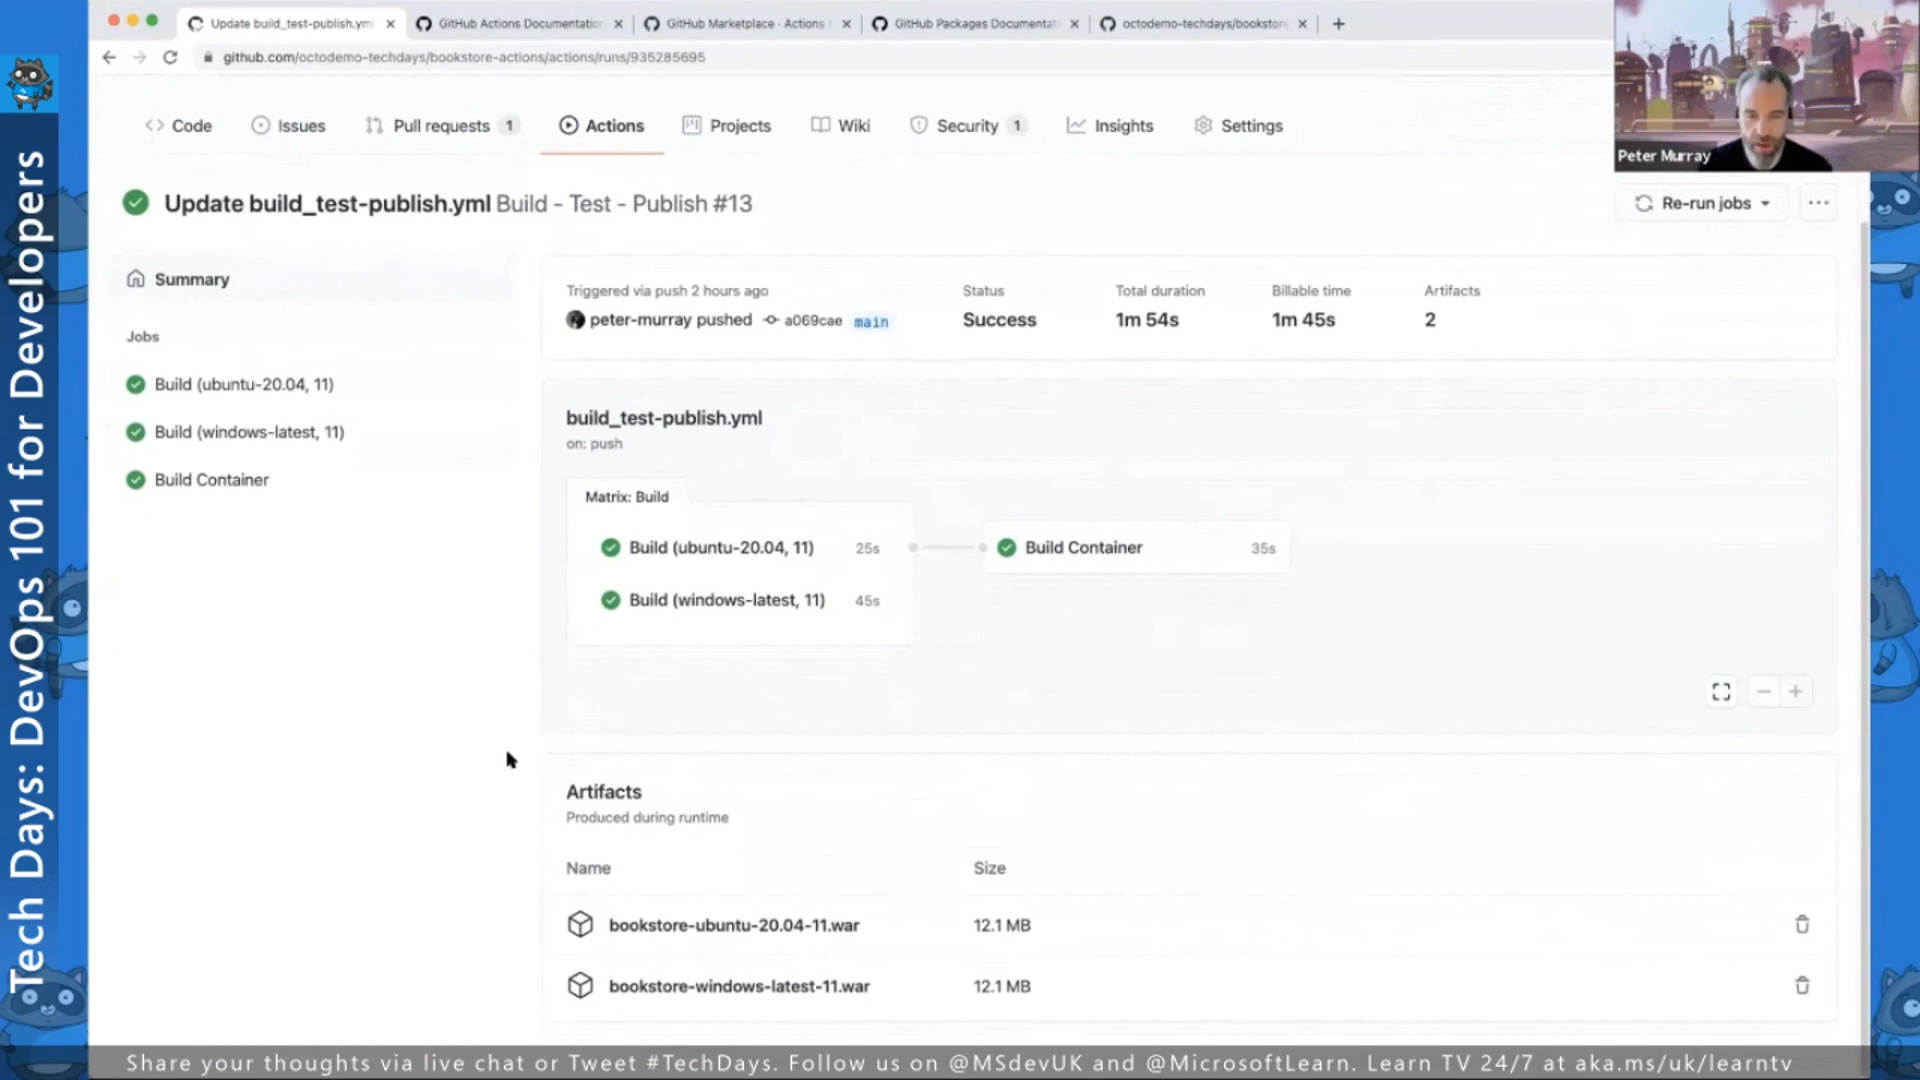 Update build_test-publish.yml
GitHub Actions Documentation
GitHub Marketplace · Actions
GitHub Packages Documentat
octodemo-techdays/bookstore
github.com/octodemo-techdays/bookstore-actions/actions/runs/935285695
Code
Issues
Pull requests 1
Actions
Projects
Wiki
Security 1
Insights
Settings
Peter Murray
Update build_test-publish.yml Build - Test - Publish #13
Re-run jobs
Summary
Jobs
Build (ubuntu-20.04, 11)
Build (windows-latest, 11)
Build Container
Triggered via push 2 hours ago
peter-murray pushed a069cae main
Status
Success
Total duration
1m 54s
Billable time
1m 45s
Artifacts
2
build_test-publish.yml
on: push
Matrix: Build
Build (ubuntu-20.04, 11) 25s
Build (windows-latest, 11) 45s
Build Container 35s
Artifacts
Produced during runtime
Name Size
bookstore-ubuntu-20.04-11.war 12.1 MB
bookstore-windows-latest-11.war 12.1 MB
Tech Days: DevOps 101 for Developers
Share your thoughts via live chat or Tweet #TechDays. Follow us on @MSdevUK and @MicrosoftLearn. Learn TV 24/7 at aka.ms/uk/learntv